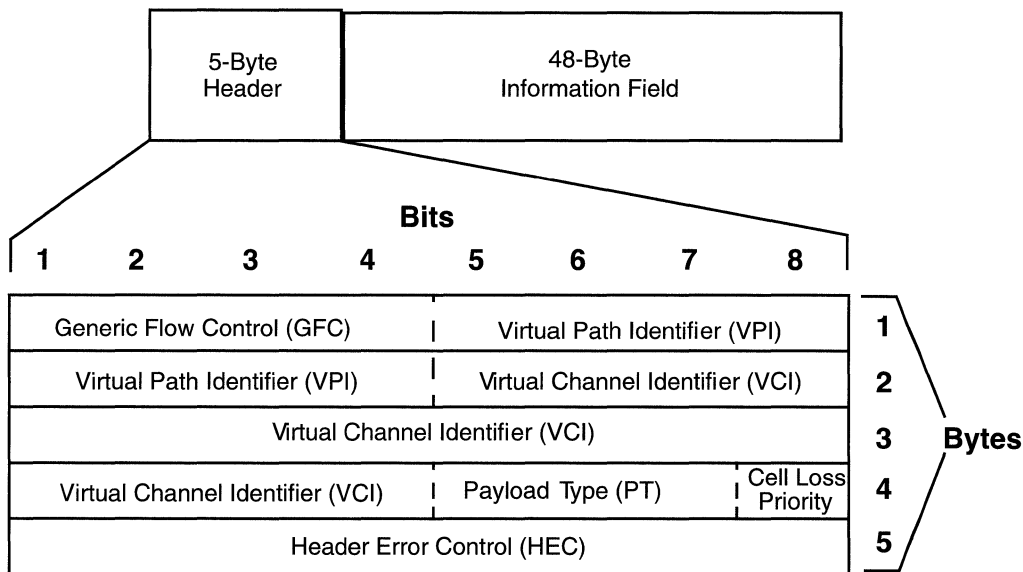 5-Byte
Header
48-Byte
Information Field
Bits
1 2 3 4 5 6 7 8
Generic Flow Control (GFC) Virtual Path Identifier (VPI) 1
Virtual Path Identifier (VPI) Virtual Channel Identifier (VCI) 2
Virtual Channel Identifier (VCI) 3
Bytes
Virtual Channel Identifier (VCI) Payload Type (PT) Cell Loss
Priority 4
Header Error Control (HEC) 5